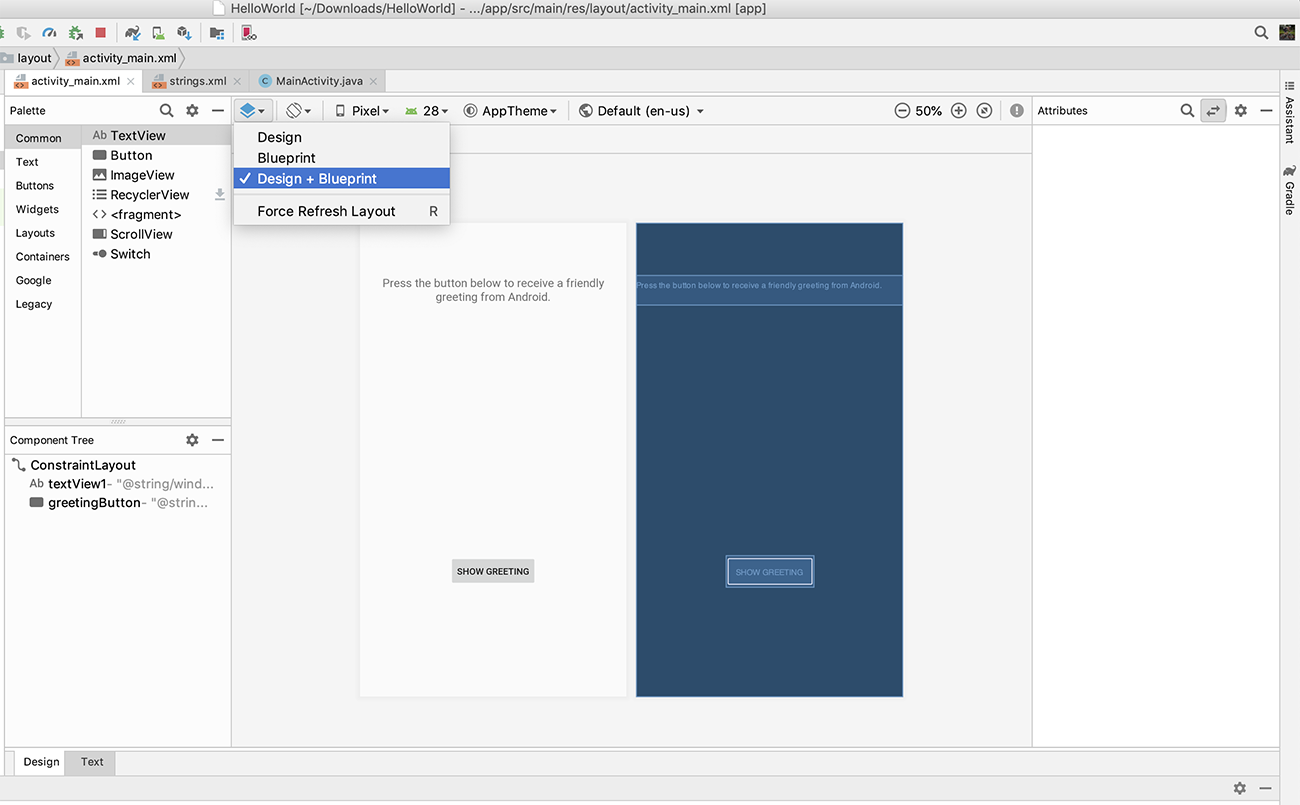 HelloWorld [~/Downloads/HelloWorld] - .../app/src/main/res/layout/activity_main.xml [app]
layout activity_main.xml
activity_main.xml strings.xml C MainActivity.java
Palette Pixel 28 AppTheme Default (en-us) 50% Attributes
Common
Text
Buttons
Widgets
Layouts
Containers
Google
Legacy
Ab TextView
Button
ImageView
RecyclerView
<fragment>
ScrollView
Switch
Design
Blueprint
Design + Blueprint
Force Refresh Layout R
Press the button below to receive a friendly
greeting from Android.
SHOW GREETING
Press the button below to receive a friendly greeting from Android.
SHOW GREETING
Component Tree
ConstraintLayout
Ab textView1- "@string/wind...
greetingButton- "@strin...
Assistant
Gradle
Design Text